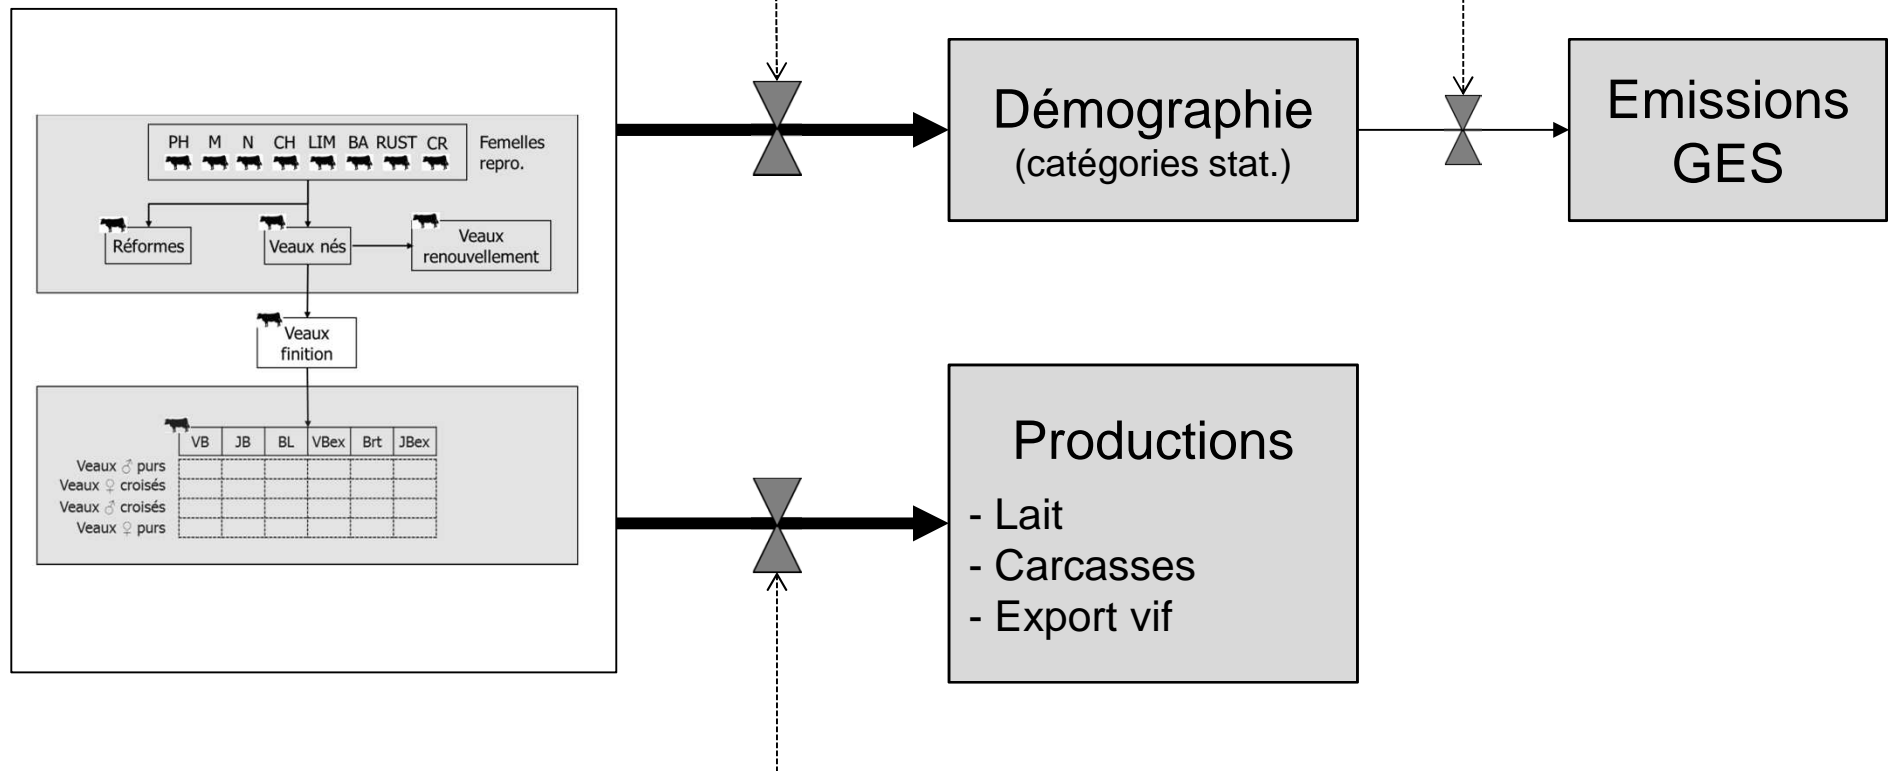 PH M N CH LIM BA RUST CR
Femelles
repro.
Réformes
Veaux nés
Veaux
renouvellement
Veaux
finition
VB JB BL VBex Brt JBex
Veaux ♂ purs
Veaux ♀ croisés
Veaux ♂ croisés
Veaux ♀ purs
Démographie
(catégories stat.)
Emissions
GES
Productions
- Lait
- Carcasses
- Export vif